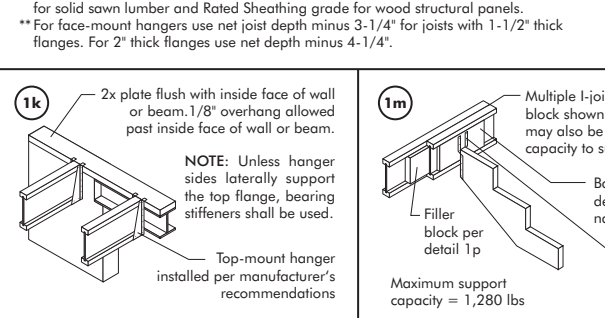 for solid sawn lumber and Rated Sheathing grade for wood structural panels.
** For face-mount hangers use net joist depth minus 3-1/4" for joists with 1-1/2" thick
flanges. For 2" thick flanges use net depth minus 4-1/4".
1k
2x plate flush with inside face of wall
or beam.1/8" overhang allowed
past inside face of wall or beam.
NOTE: Unless hanger
sides laterally support
the top flange, bearing
stiffeners shall be used.
Top-mount hanger
installed per manufacturer's
recommendations
1m
Multiple I-joi
block shown
may also be
capacity to s
Ba
de
na
Filler
block per
detail 1p
Maximum support
capacity = 1,280 lbs